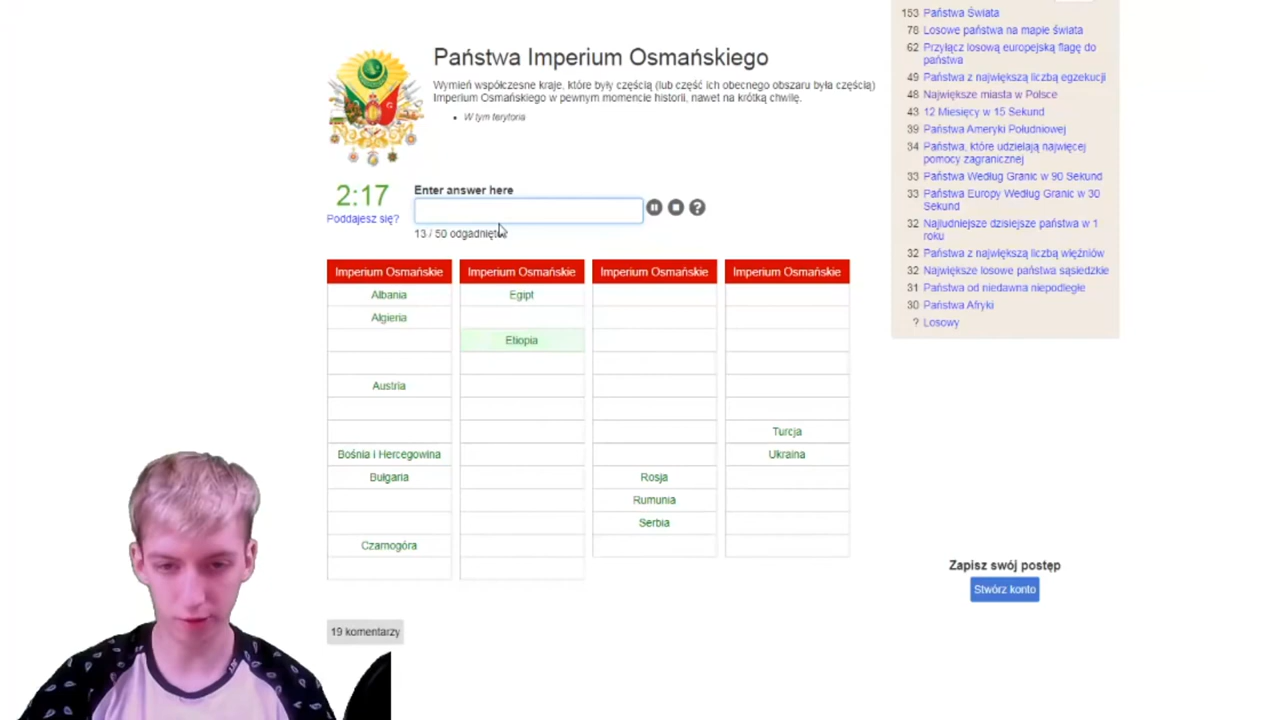 Państwa Imperium Osmańskiego
Wymień współczesne kraje, które były częścią (lub część ich obecnego obszaru była częścią)
Imperium Osmańskiego w pewnym momencie historii, nawet na krótką chwilę.
• W tym terytoria
2:17
Poddajesz się?
Enter answer here
13 / 50 odgadnięte
Imperium Osmańskie Imperium Osmańskie Imperium Osmańskie Imperium Osmańskie
Albania Egipt
Algieria
Etiopia
Austria
Turcja
Bośnia i Hercegowina Ukraina
Bułgaria Rosja
Rumunia
Serbia
Czarnogóra
19 komentarzy
153 Państwa Świata
78 Losowe państwa na mapie świata
62 Przyłącz losową europejską flagę do
państwa
49 Państwa z największą liczbą egzekucji
48 Największe miasta w Polsce
43 12 Miesięcy w 15 Sekund
39 Państwa Ameryki Południowej
34 Państwa, które udzielają najwięcej
pomocy zagranicznej
33 Państwa Według Granic w 90 Sekund
33 Państwa Europy Według Granic w 30
Sekund
32 Najludniejsze dzisiejsze państwa w 1
roku
32 Państwa z największą liczbą więźniów
32 Największe losowe państwa sąsiedzkie
31 Państwa od niedawna niepodległe
30 Państwa Afryki
? Losowy
Zapisz swój postęp
Stwórz konto